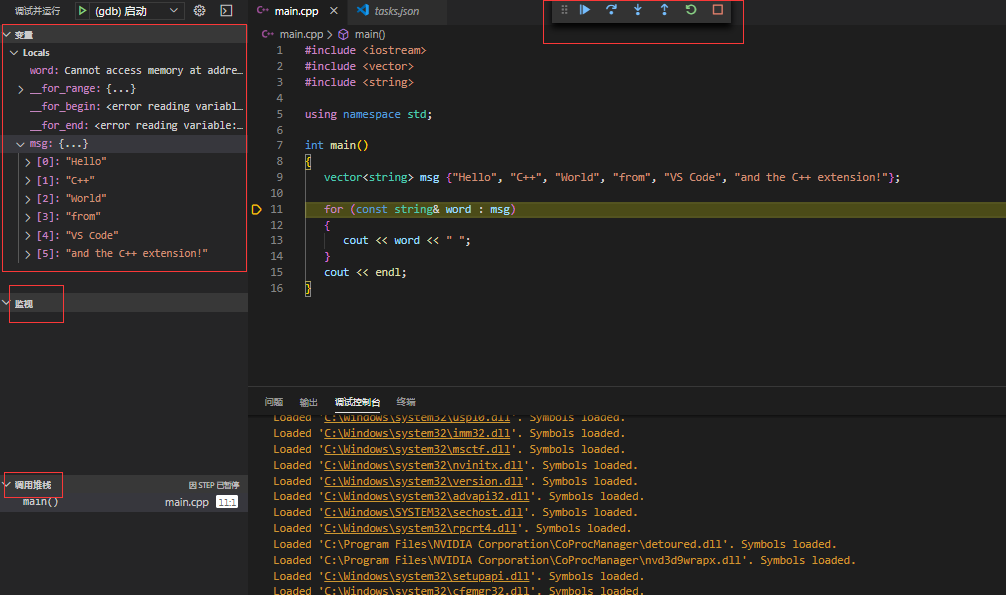 调试并运行 (gdb) 启动
main.cpp tasks.json
main.cpp > main()
变量
Locals
word: Cannot access memory at addre…
__for_range: {...}
__for_begin: <error reading variabl…
__for_end: <error reading variable:…
msg: {...}
[0]: "Hello"
[1]: "C++"
[2]: "World"
[3]: "from"
[4]: "VS Code"
[5]: "and the C++ extension!"
监视
调用堆栈 因 STEP 已暂停
main() main.cpp 11:1
1 #include <iostream>
2 #include <vector>
3 #include <string>
4
5 using namespace std;
6
7 int main()
8 {
9 vector<string> msg {"Hello", "C++", "World", "from", "VS Code", "and the C++ extension!"};
10
11 for (const string& word : msg)
12 {
13 cout << word << " ";
14 }
15 cout << endl;
16 }
问题 输出 调试控制台 终端
Loaded 'C:\Windows\system32\usp10.dll'. Symbols loaded.
Loaded 'C:\Windows\system32\imm32.dll'. Symbols loaded.
Loaded 'C:\Windows\system32\msctf.dll'. Symbols loaded.
Loaded 'C:\Windows\system32\nvinitx.dll'. Symbols loaded.
Loaded 'C:\Windows\system32\version.dll'. Symbols loaded.
Loaded 'C:\Windows\system32\advapi32.dll'. Symbols loaded.
Loaded 'C:\Windows\SYSTEM32\sechost.dll'. Symbols loaded.
Loaded 'C:\Windows\system32\rpcrt4.dll'. Symbols loaded.
Loaded 'C:\Program Files\NVIDIA Corporation\CoProcManager\detoured.dll'. Symbols loaded.
Loaded 'C:\Program Files\NVIDIA Corporation\CoProcManager\nvd3d9wrapx.dll'. Symbols loaded.
Loaded 'C:\Windows\system32\setupapi.dll'. Symbols loaded.
Loaded 'C:\Windows\system32\cfgmgr32.dll'. Symbols loaded.